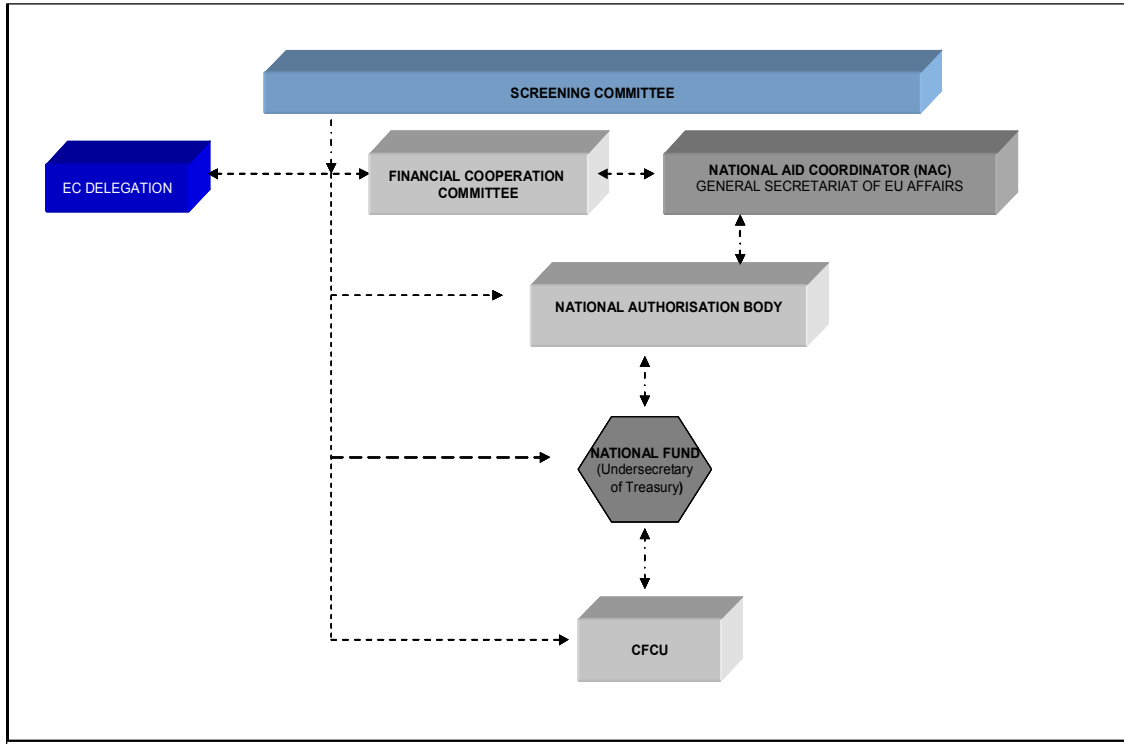 SCREENING COMMITTEE
EC DELEGATION
FINANCIAL COOPERATION
COMMITTEE
NATIONAL AID COORDINATOR (NAC)
GENERAL SECRETARIAT OF EU AFFAIRS
NATIONAL AUTHORISATION BODY
NATIONAL FUND
(Undersecretary
of Treasury)
CFCU